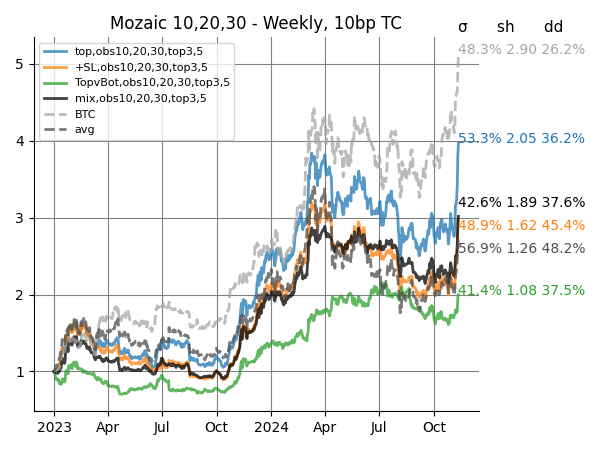 Mozaic 10,20,30 - Weekly, 10bp TC
σ sh dd
top,obs10,20,30,top3,5
+SL,obs10,20,30,top3,5
TopvBot,obs10,20,30,top3,5
mix,obs10,20,30,top3,5
BTC
avg
48.3% 2.90 26.2%
53.3% 2.05 36.2%
42.6% 1.89 30.9%
48.9% 1.62 45.4%
56.9% 1.26 48.2%
41.4% 1.08 37.5%
5
4
3
2
1
2023 Apr Jul Oct 2024 Apr Jul Oct